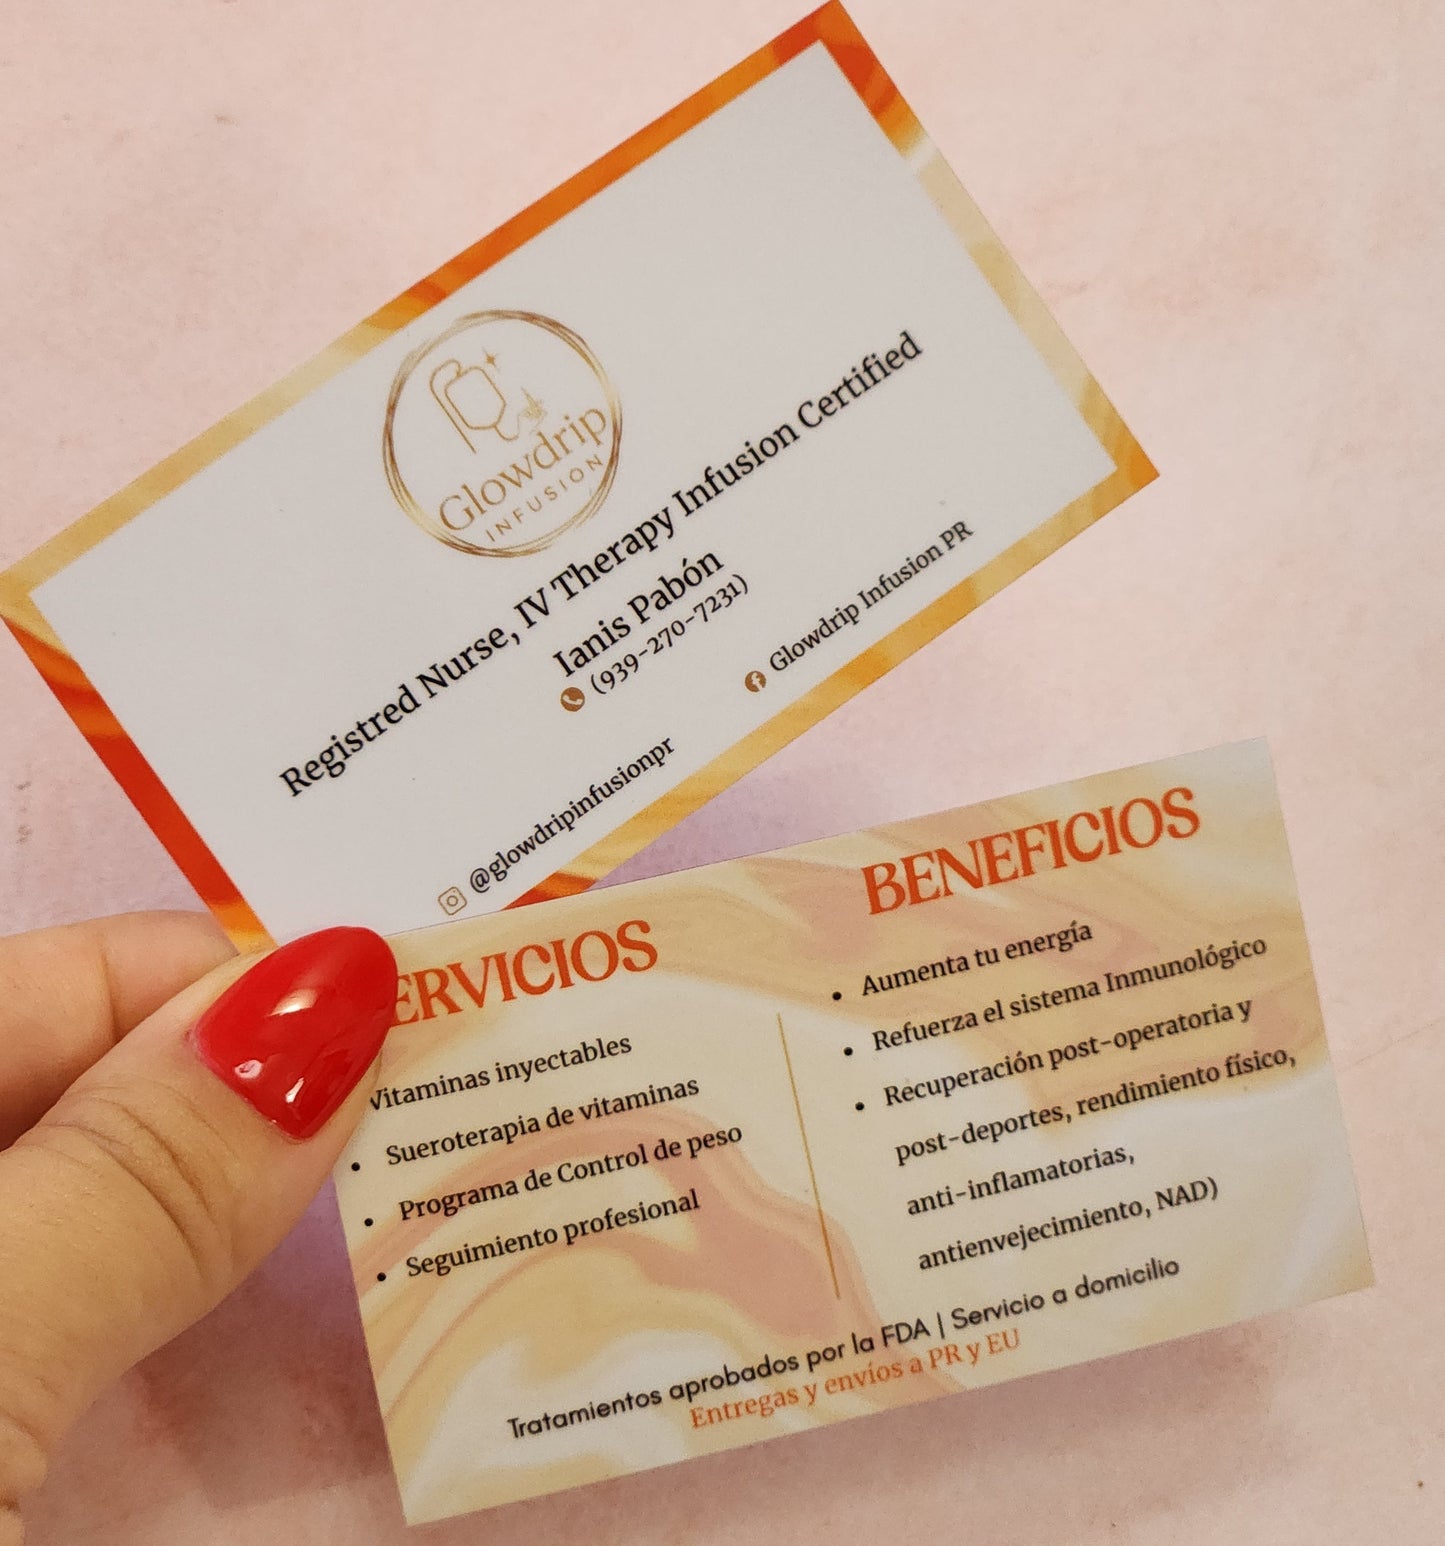 Glowdrip
INFUSION
Registred Nurse, IV Therapy Infusion Certified
Ianis Pabón
(939-270-7231)
@glowdripinfusionpr
Glowdrip Infusion PR
ERVICIOS
Vitaminas inyectables
• Sueroterapia de vitaminas
• Programa de Control de peso
• Seguimiento profesional
BENEFICIOS
• Aumenta tu energía
• Refuerza el sistema Inmunológico
• Recuperación post-operatoria y
post-deportes, rendimiento físico,
anti-inflamatorias,
antienvejecimiento, NAD)
Tratamientos aprobados por la FDA | Servicio a domicilio
Entregas y envíos a PR y EU